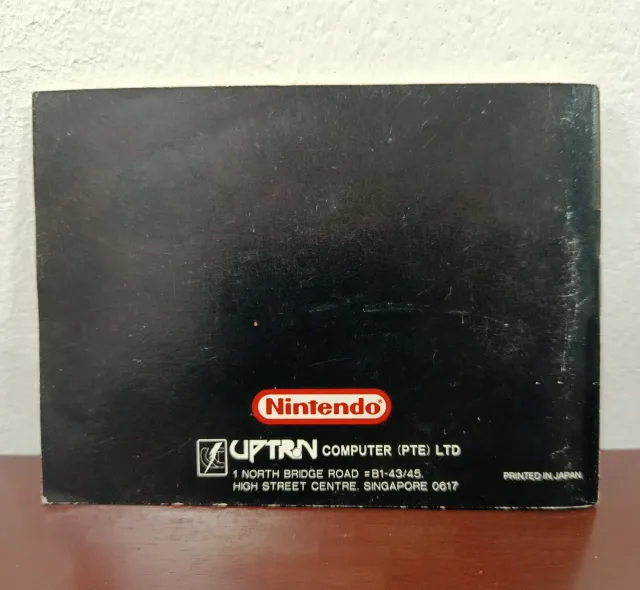 Nintendo®
UPTRON COMPUTER (PTE) LTD
1 NORTH BRIDGE ROAD #B1-43/45.
HIGH STREET CENTRE. SINGAPORE 0617
PRINTED IN JAPAN